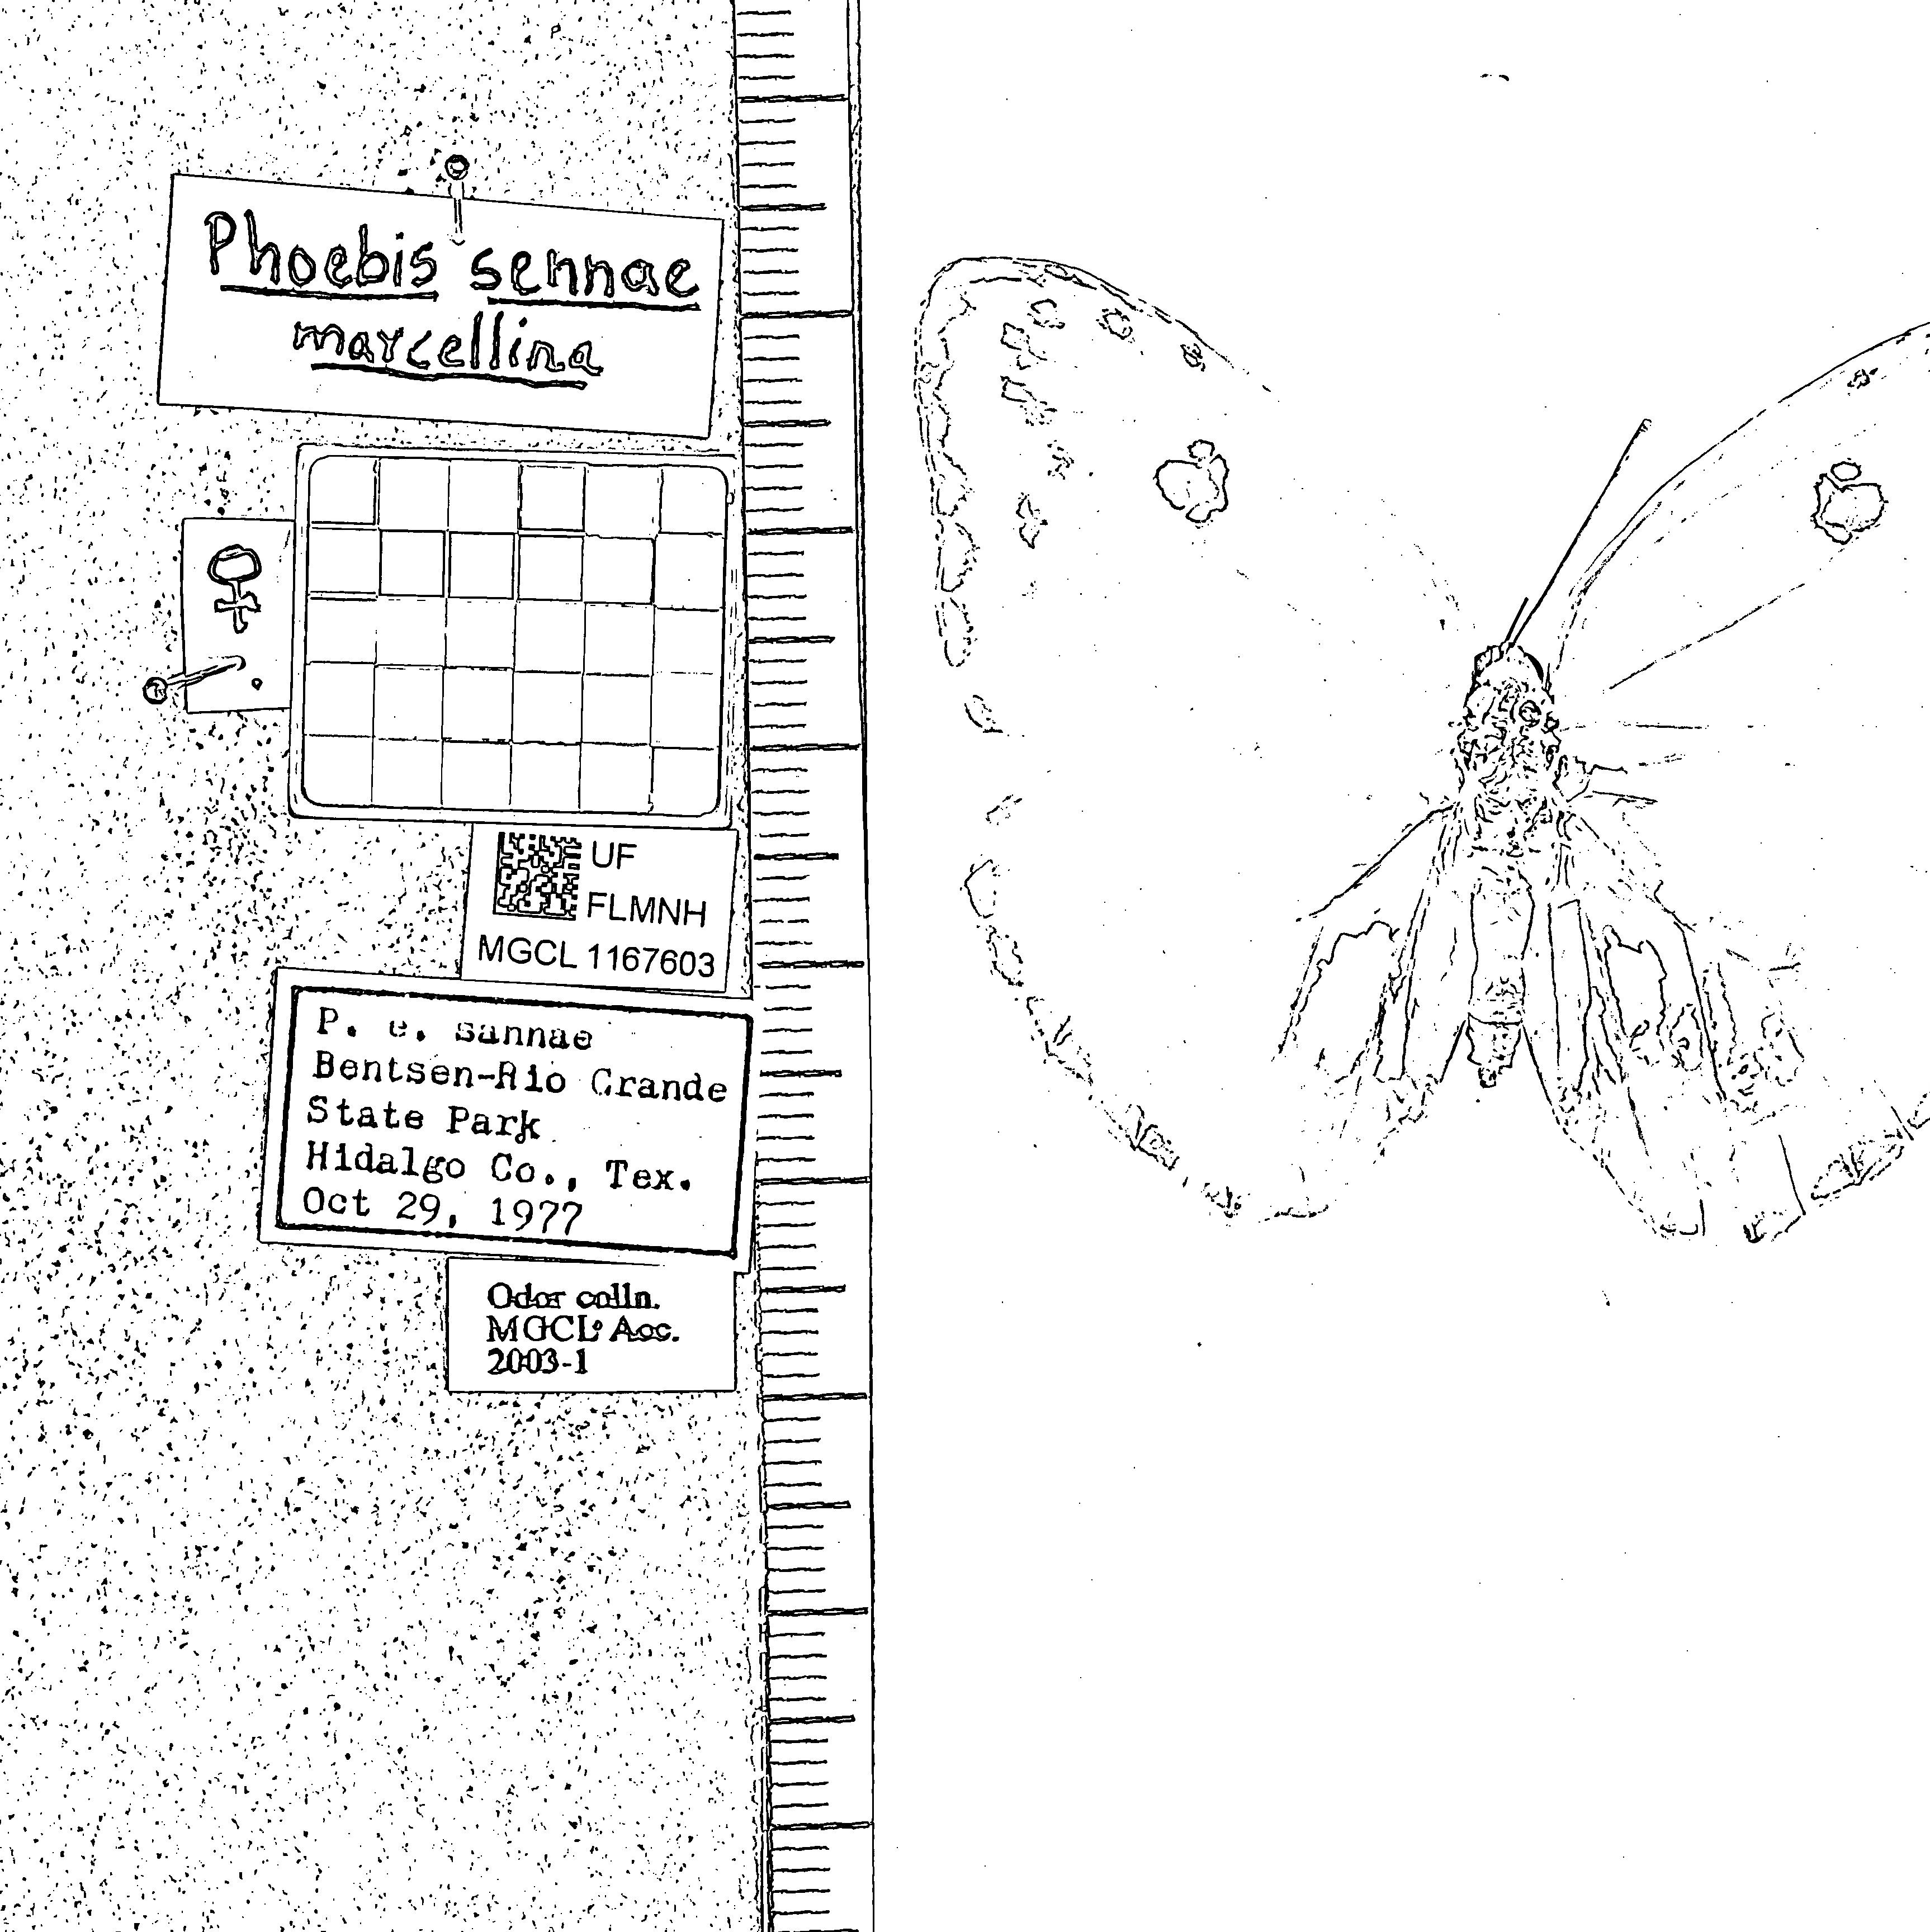 Phoebis sennae
marcellina
♀
UF
FLMNH
MGCL 1167603
P. e. sannae
Bentsen-Rio Grande
State Park
Hidalgo Co., Tex.
Oct 29, 1977
Odor colln.
MGCL Acc.
2003-1